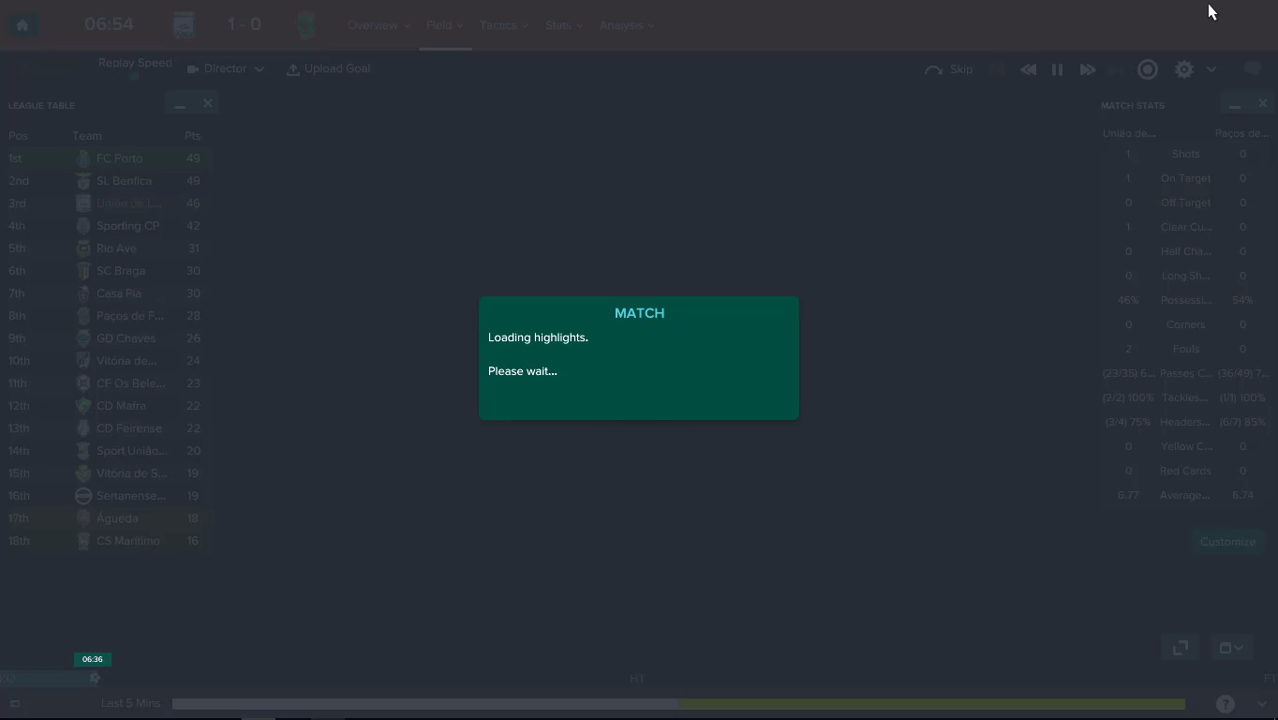 06:54 1 - 0 Overview Field Tactics Stats Analysis
Replay Speed Director Upload Goal Skip
LEAGUE TABLE
Pos Team Pts
1st FC Porto 49
2nd SL Benfica 49
3rd União de L... 46
4th Sporting CP 42
5th Rio Ave 31
6th SC Braga 30
7th Casa Pia 30
8th Paços de F... 28
9th GD Chaves 26
10th Vitória de... 24
11th CF Os Bele... 23
12th CD Mafra 22
13th CD Feirense 22
14th Sport União... 20
15th Vitória de S... 19
16th Sertanense... 19
17th Águeda 18
18th CS Marítimo 16
MATCH
Loading highlights.
Please wait...
MATCH STATS
União de... Paços de...
1 Shots 0
1 On Target 0
0 Off Target 0
1 Clear Cu... 0
0 Half Cha... 0
0 Long Sh... 0
46% Possessi... 54%
0 Corners 0
2 Fouls 0
(23/35) 6... Passes C... (36/49) 7...
(2/2) 100% Tackles... (1/1) 100%
(3/4) 75% Headers... (6/7) 85%
0 Yellow C... 0
0 Red Cards 0
6.77 Average... 6.74
Customize
06:36
HT FT
Last 5 Mins ?